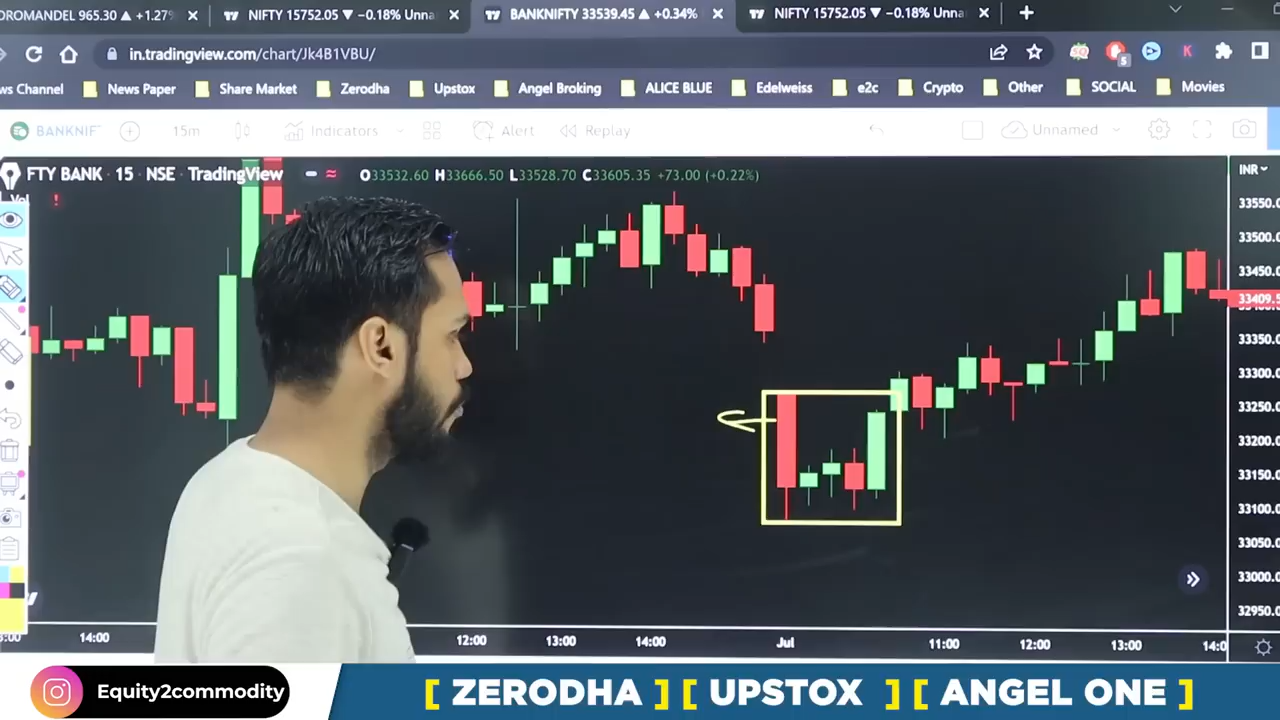 OROMANDEL 965.30 ▲ +1.27%
NIFTY 15752.05 ▼ −0.18% Unna
BANKNIFTY 33539.45 ▲ +0.34%
NIFTY 15752.05 ▼ −0.18% Unna
in.tradingview.com/chart/Jk4B1VBU/
5
K
ws Channel
News Paper
Share Market
Zerodha
Upstox
Angel Broking
ALICE BLUE
Edelweiss
e2c
Crypto
Other
SOCIAL
Movies
BANKNIF
15m
Indicators
Alert
Replay
Unnamed
FTY BANK · 15 · NSE · TradingView
O33532.60 H33666.50 L33528.70 C33605.35 +73.00 (+0.22%)
INR
Vol
33550.0
33500.0
33450.0
33409.5
33350.0
33300.0
33250.0
33200.0
33150.0
33100.0
33050.0
33000.0
32950.0
14:00
12:00
13:00
14:00
Jul
11:00
12:00
13:00
14:0
Equity2commodity
[ ZERODHA ] [ UPSTOX ] [ ANGEL ONE ]